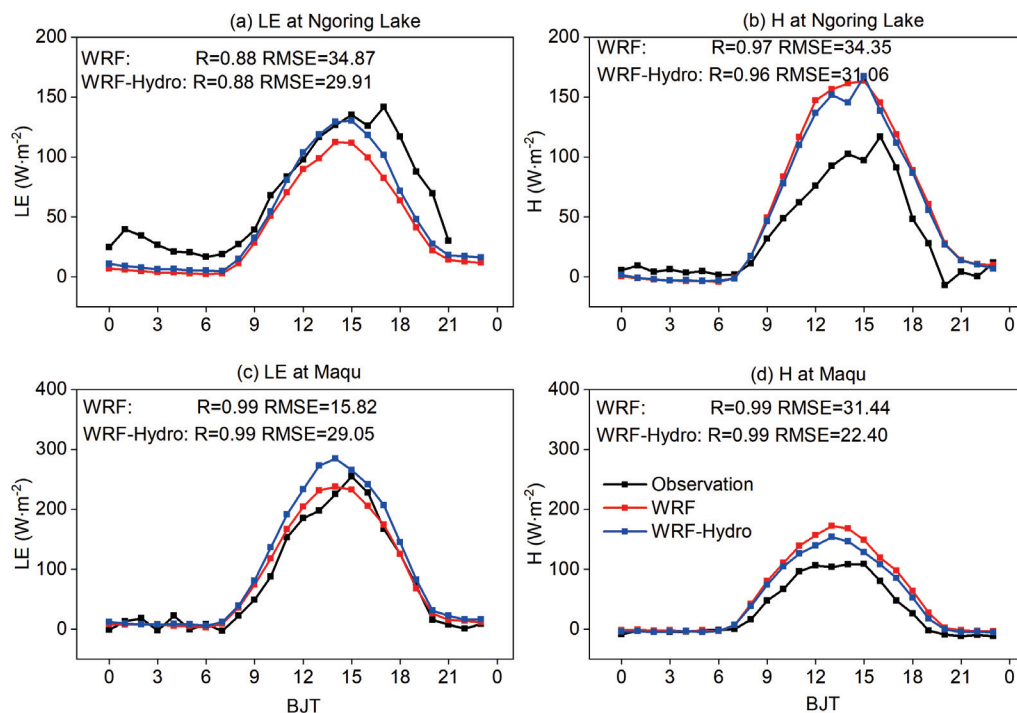 (a) LE at Ngoring Lake
WRF: R=0.88 RMSE=34.87
WRF-Hydro: R=0.88 RMSE=29.91
LE (W·m-2)
200
150
100
50
0
0 3 6 9 12 15 18 21 0
(b) H at Ngoring Lake
WRF: R=0.97 RMSE=34.35
WRF-Hydro: R=0.96 RMSE=31.06
H (W·m-2)
200
150
100
50
0
0 3 6 9 12 15 18 21 0
(c) LE at Maqu
WRF: R=0.99 RMSE=15.82
WRF-Hydro: R=0.99 RMSE=29.05
LE (W·m-2)
400
300
200
100
0
0 3 6 9 12 15 18 21 0
BJT
(d) H at Maqu
WRF: R=0.99 RMSE=31.44
WRF-Hydro: R=0.99 RMSE=22.40
Observation
WRF
WRF-Hydro
H (W·m-2)
400
300
200
100
0
0 3 6 9 12 15 18 21 0
BJT